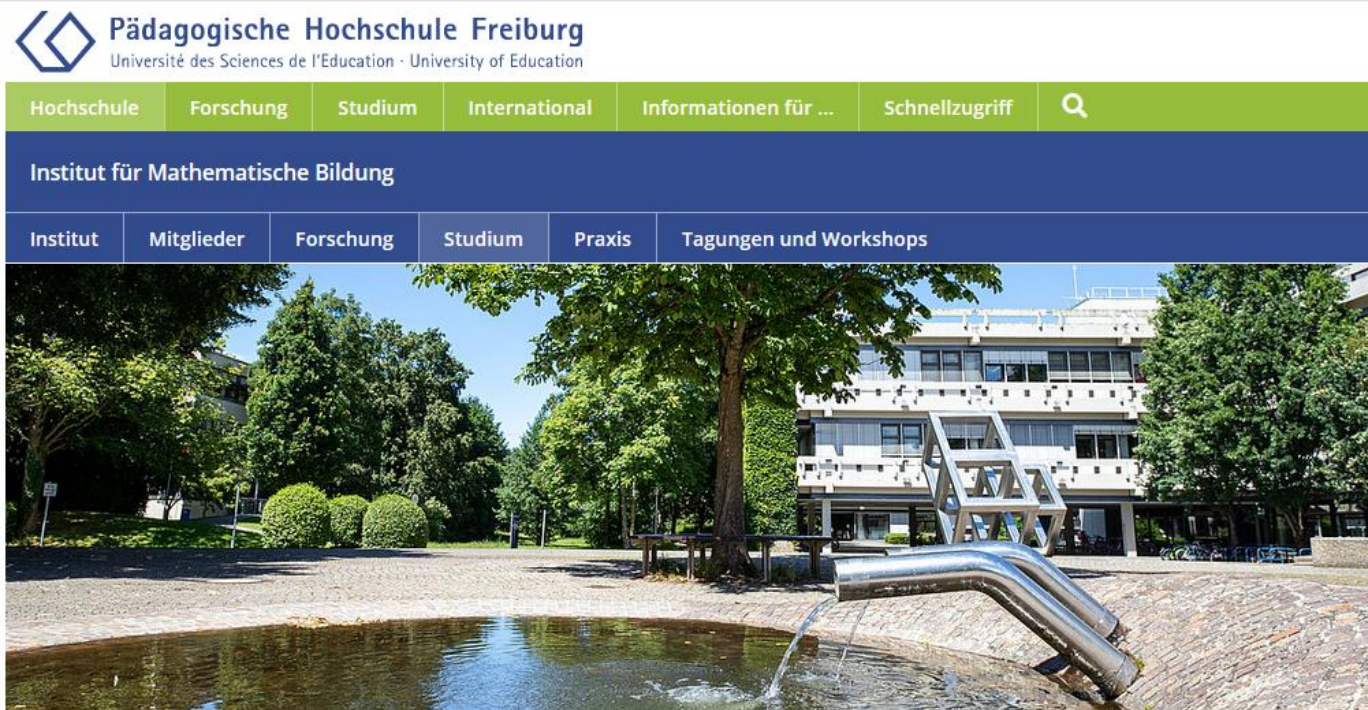 Pädagogische Hochschule Freiburg
Université des Sciences de l'Education · University of Education
Hochschule Forschung Studium International Informationen für ... Schnellzugriff
Institut für Mathematische Bildung
Institut Mitglieder Forschung Studium Praxis Tagungen und Workshops